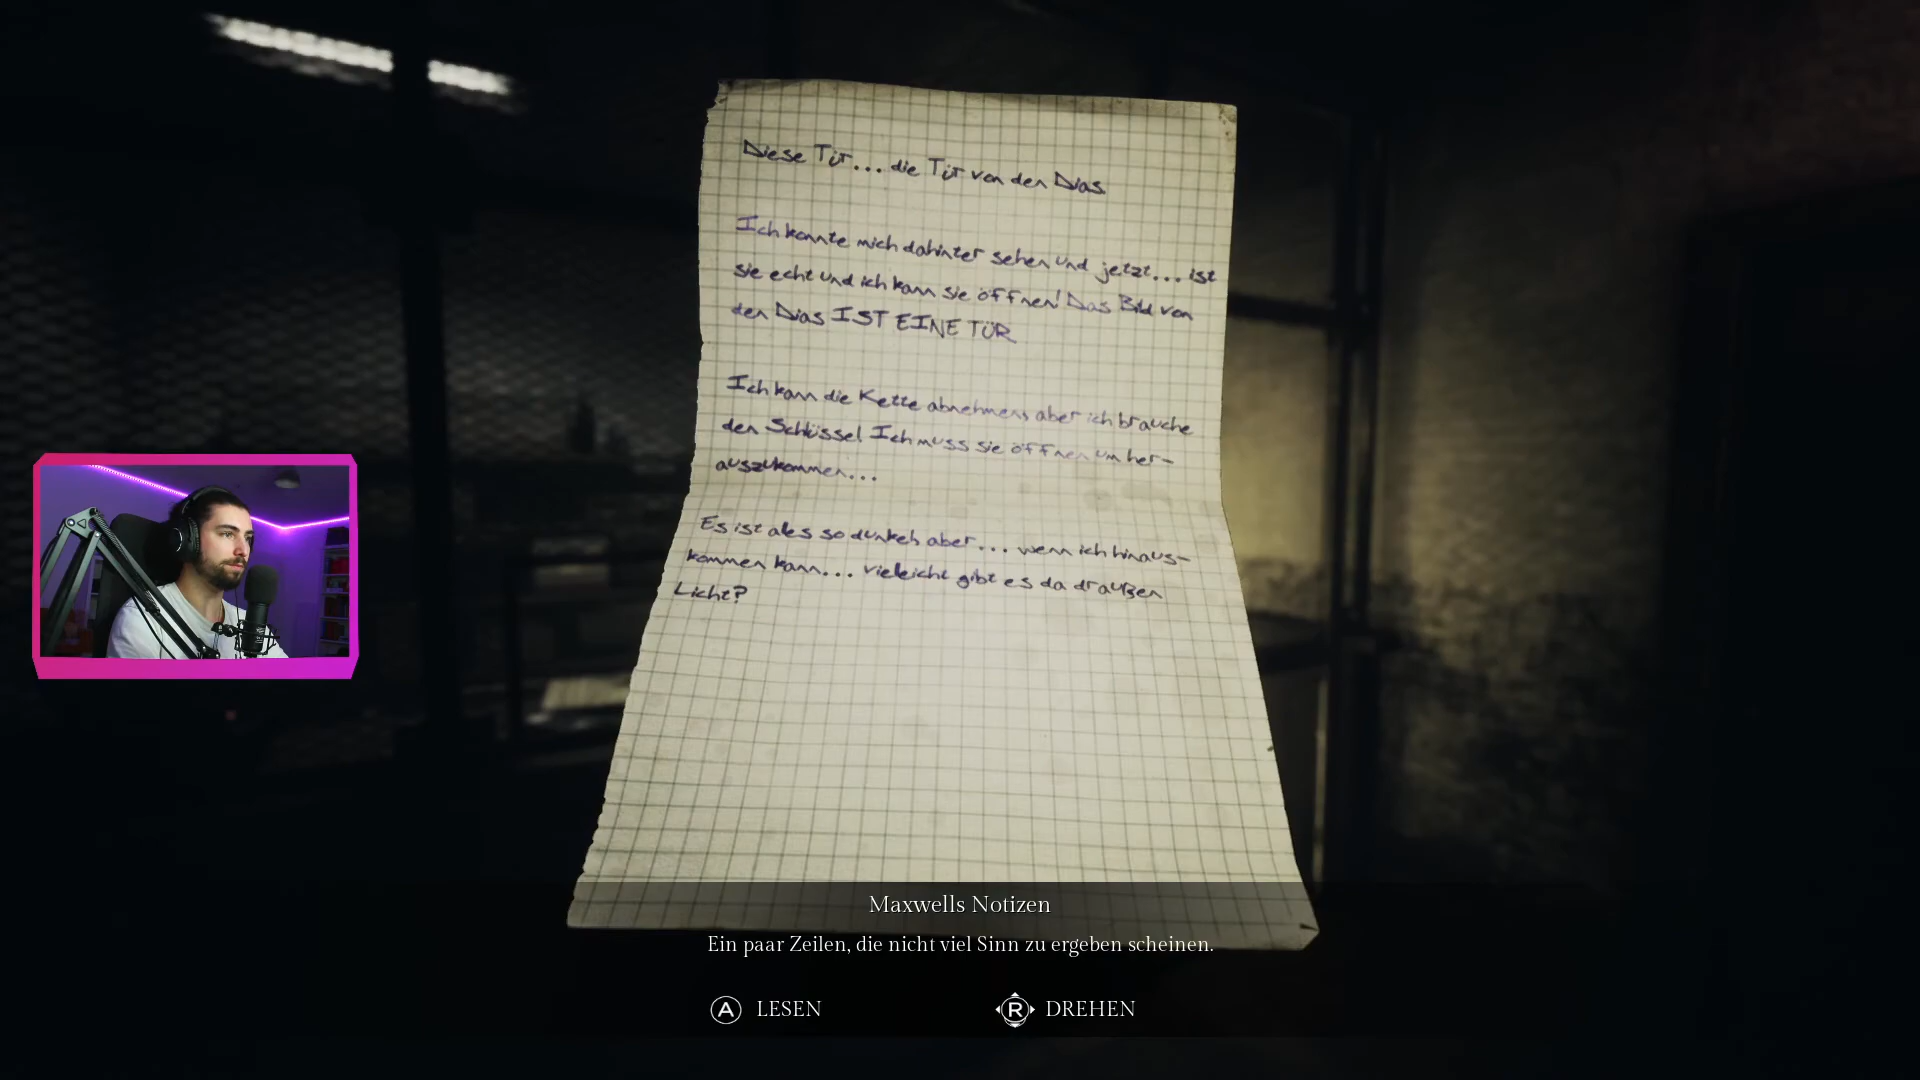 Diese Tür... die Tür von den Dias
Ich konnte mich dahinter sehen und jetzt... ist
sie echt und ich kann sie öffnen! Das Bild von
den Dias IST EINE TÜR
Ich kann die Kette abnehmen, aber ich brauche
den Schlüssel Ich muss sie öffnen um her-
auszukommen...
Es ist alles so dunkel, aber... wenn ich hinaus-
kommen kann... vielleicht gibt es da draußen
Licht?
Maxwells Notizen
Ein paar Zeilen, die nicht viel Sinn zu ergeben scheinen.
A LESEN
R DREHEN